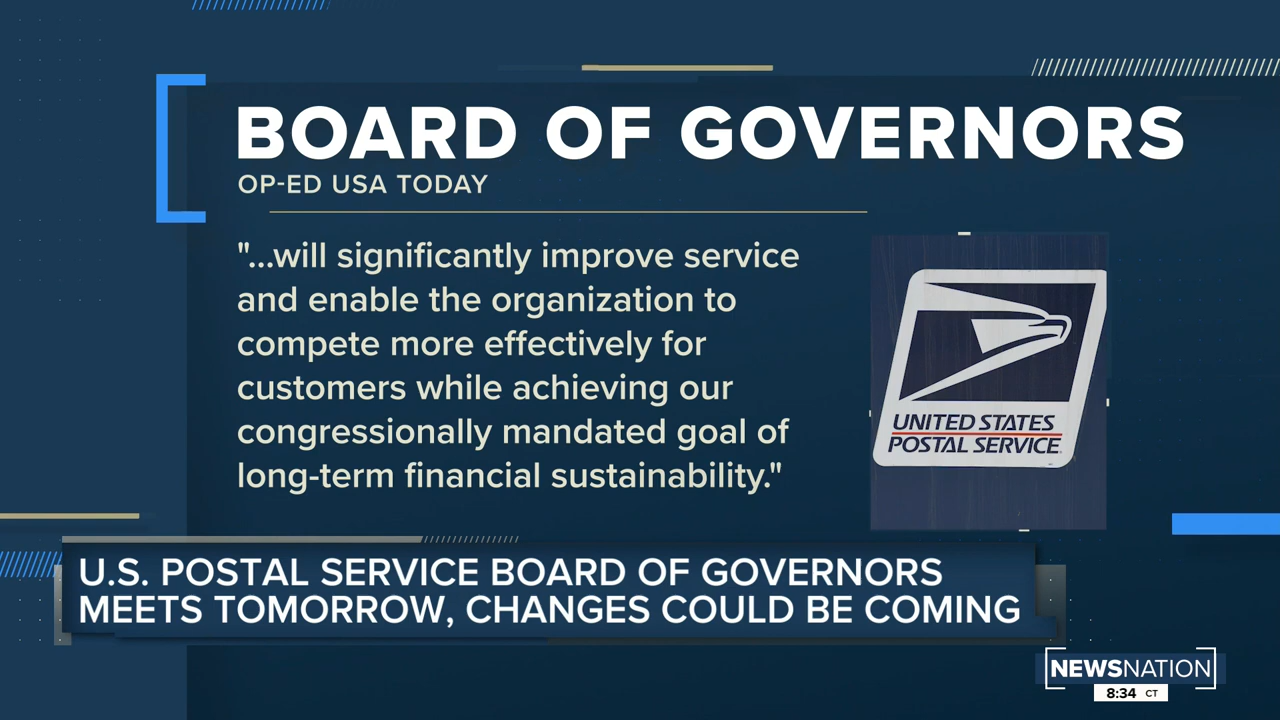 BOARD OF GOVERNORS
OP-ED USA TODAY
"...will significantly improve service
and enable the organization to
compete more effectively for
customers while achieving our
congressionally mandated goal of
long-term financial sustainability."
UNITED STATES
POSTAL SERVICE
U.S. POSTAL SERVICE BOARD OF GOVERNORS
MEETS TOMORROW, CHANGES COULD BE COMING
NEWSNATION
8:34 CT